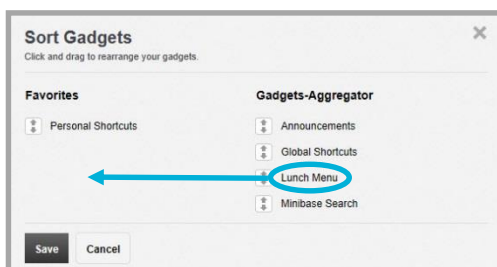 Sort Gadgets
Click and drag to rearrange your gadgets.
Favorites
Personal Shortcuts
Gadgets-Aggregator
Announcements
Global Shortcuts
Lunch Menu
Minibase Search
Save
Cancel